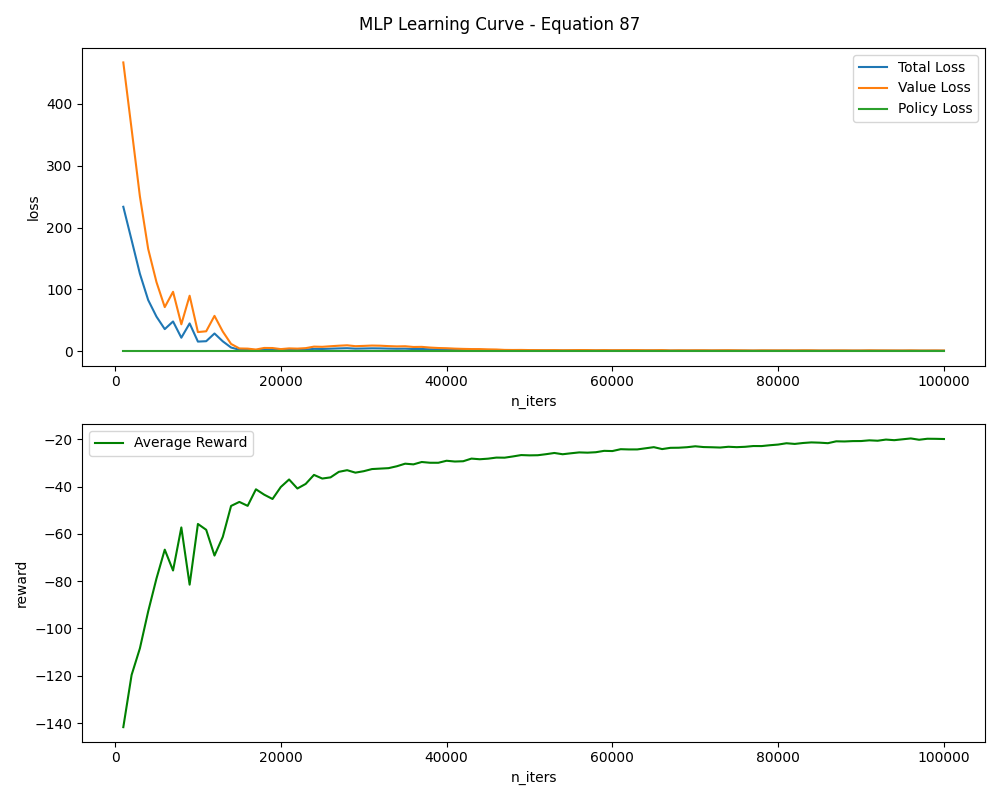 MLP Learning Curve - Equation 87
Total Loss
Value Loss
Policy Loss
400
300
200
100
0
loss
0 20000 40000 60000 80000 100000
n_iters
Average Reward
−20
−40
−60
−80
−100
−120
−140
reward
0 20000 40000 60000 80000 100000
n_iters